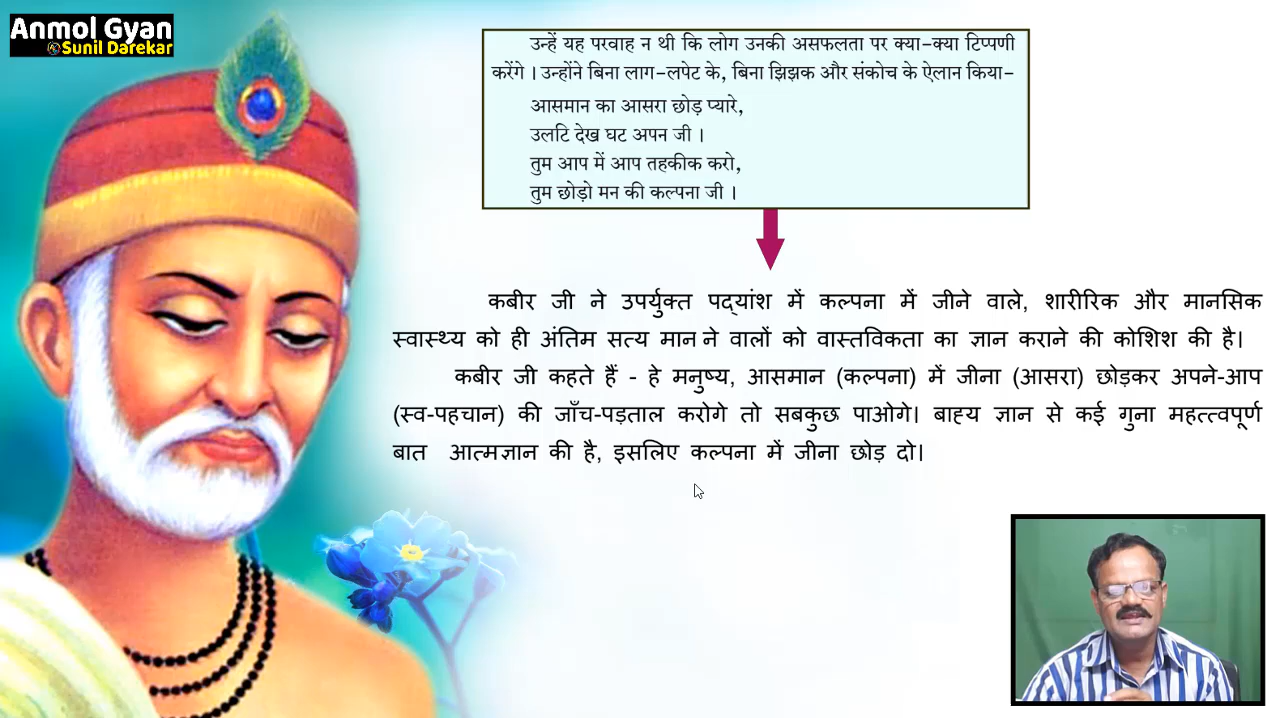 Anmol Gyan
Sunil Darekar
उन्हें यह परवाह न थी कि लोग उनकी असफलता पर क्या-क्या टिप्पणी
करेंगे । उन्होंने बिना लाग-लपेट के, बिना झिझक और संकोच के ऐलान किया-
आसमान का आसरा छोड़ प्यारे,
उलटि देख घट अपन जी ।
तुम आप में आप तहकीक करो,
तुम छोड़ो मन की कल्पना जी ।
कबीर जी ने उपर्युक्त पद्यांश में कल्पना में जीने वाले, शारीरिक और मानसिक
स्वास्थ्य को ही अंतिम सत्य मान ने वालों को वास्तविकता का ज्ञान कराने की कोशिश की है।
कबीर जी कहते हैं - हे मनुष्य, आसमान (कल्पना) में जीना (आसरा) छोड़कर अपने-आप
(स्व-पहचान) की जाँच-पड़ताल करोगे तो सबकुछ पाओगे। बाह्य ज्ञान से कई गुना महत्त्वपूर्ण
बात आत्मज्ञान की है, इसलिए कल्पना में जीना छोड़ दो।